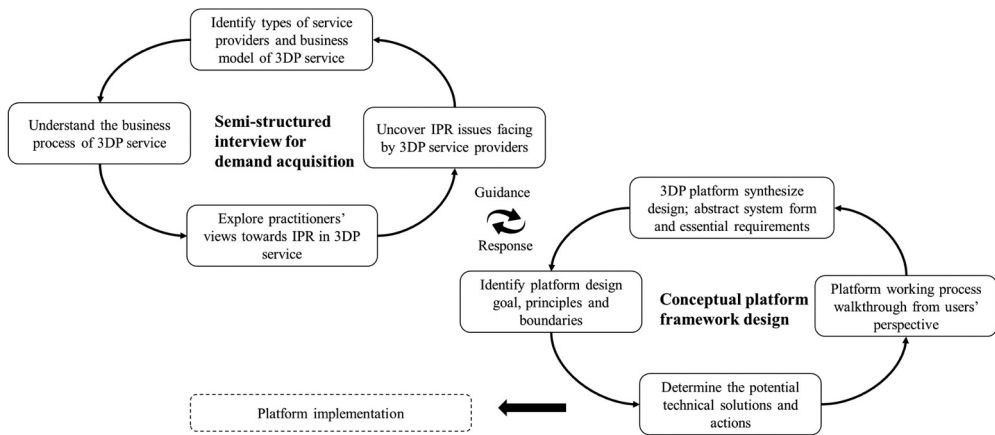 Identify types of service
providers and business
model of 3DP service
Understand the business
process of 3DP service
Semi-structured
interview for
demand acquisition
Uncover IPR issues facing
by 3DP service providers
Explore practitioners'
views towards IPR in 3DP
service
Guidance
Response
3DP platform synthesize
design; abstract system form
and essential requirements
Identify platform design
goal, principles and
boundaries
Conceptual platform
framework design
Platform working process
walkthrough from users'
perspective
Determine the potential
technical solutions and
actions
Platform implementation